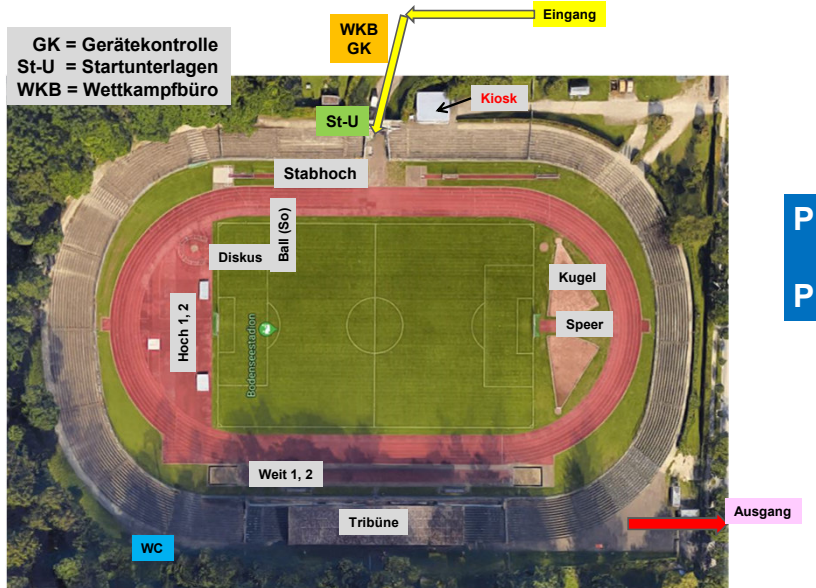 Eingang
WKB
GK
GK = Gerätekontrolle
St-U = Startunterlagen
WKB = Wettkampfbüro
Kiosk
St-U
Stabhoch
Ball (So)
Diskus
Kugel
Hoch 1, 2
Bodenseestadion
Speer
P
P
Weit 1, 2
Tribüne
Ausgang
WC